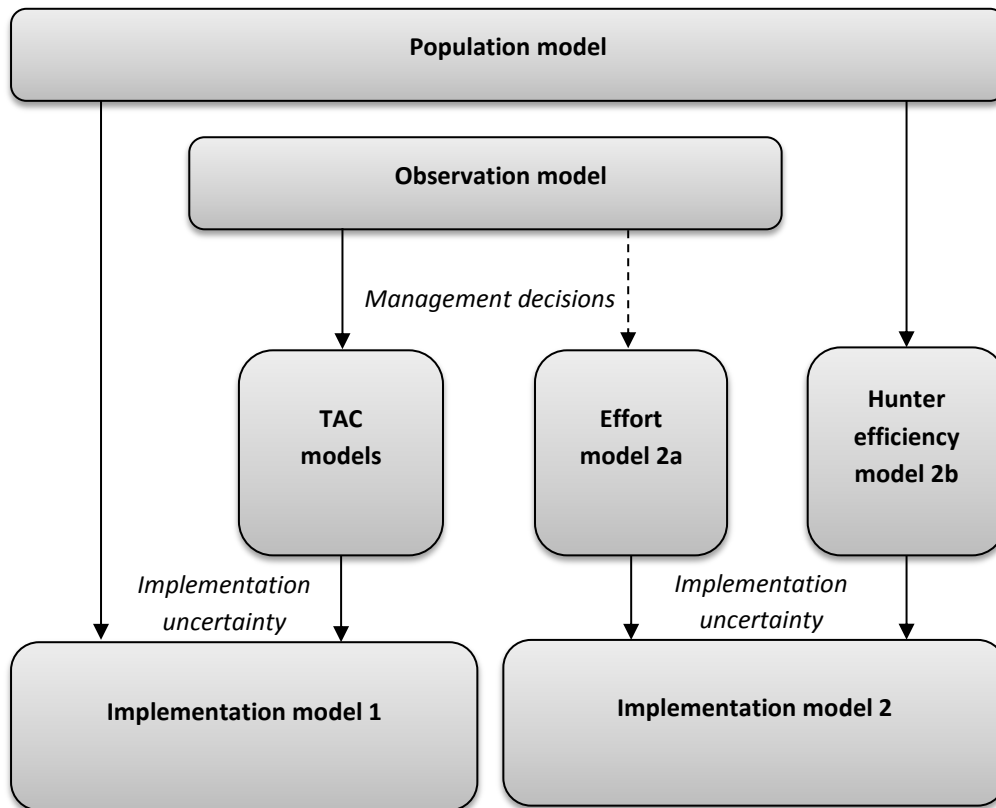 Population model
Observation model
Management decisions
TAC
models
Effort
model 2a
Hunter
efficiency
model 2b
Implementation
uncertainty
Implementation
uncertainty
Implementation model 1
Implementation model 2